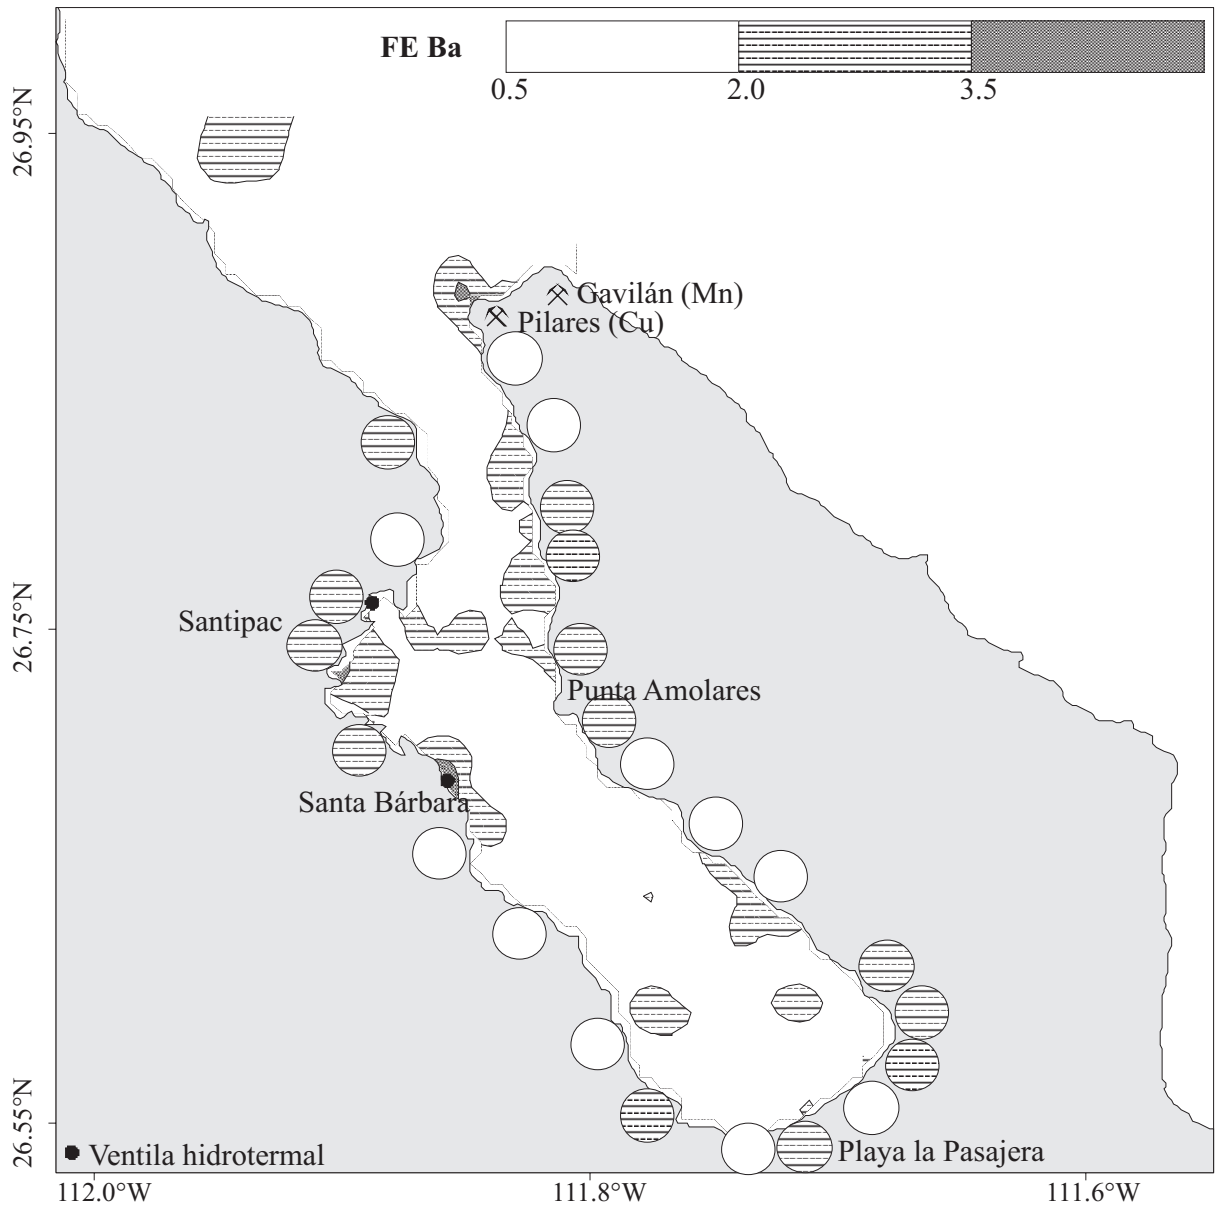 FE Ba
0.5 2.0 3.5
26.95°N
Gavilán (Mn)
Pilares (Cu)
Santipac
26.75°N
Punta Amolares
Santa Bárbara
26.55°N
Ventila hidrotermal
Playa la Pasajera
112.0°W 111.8°W 111.6°W